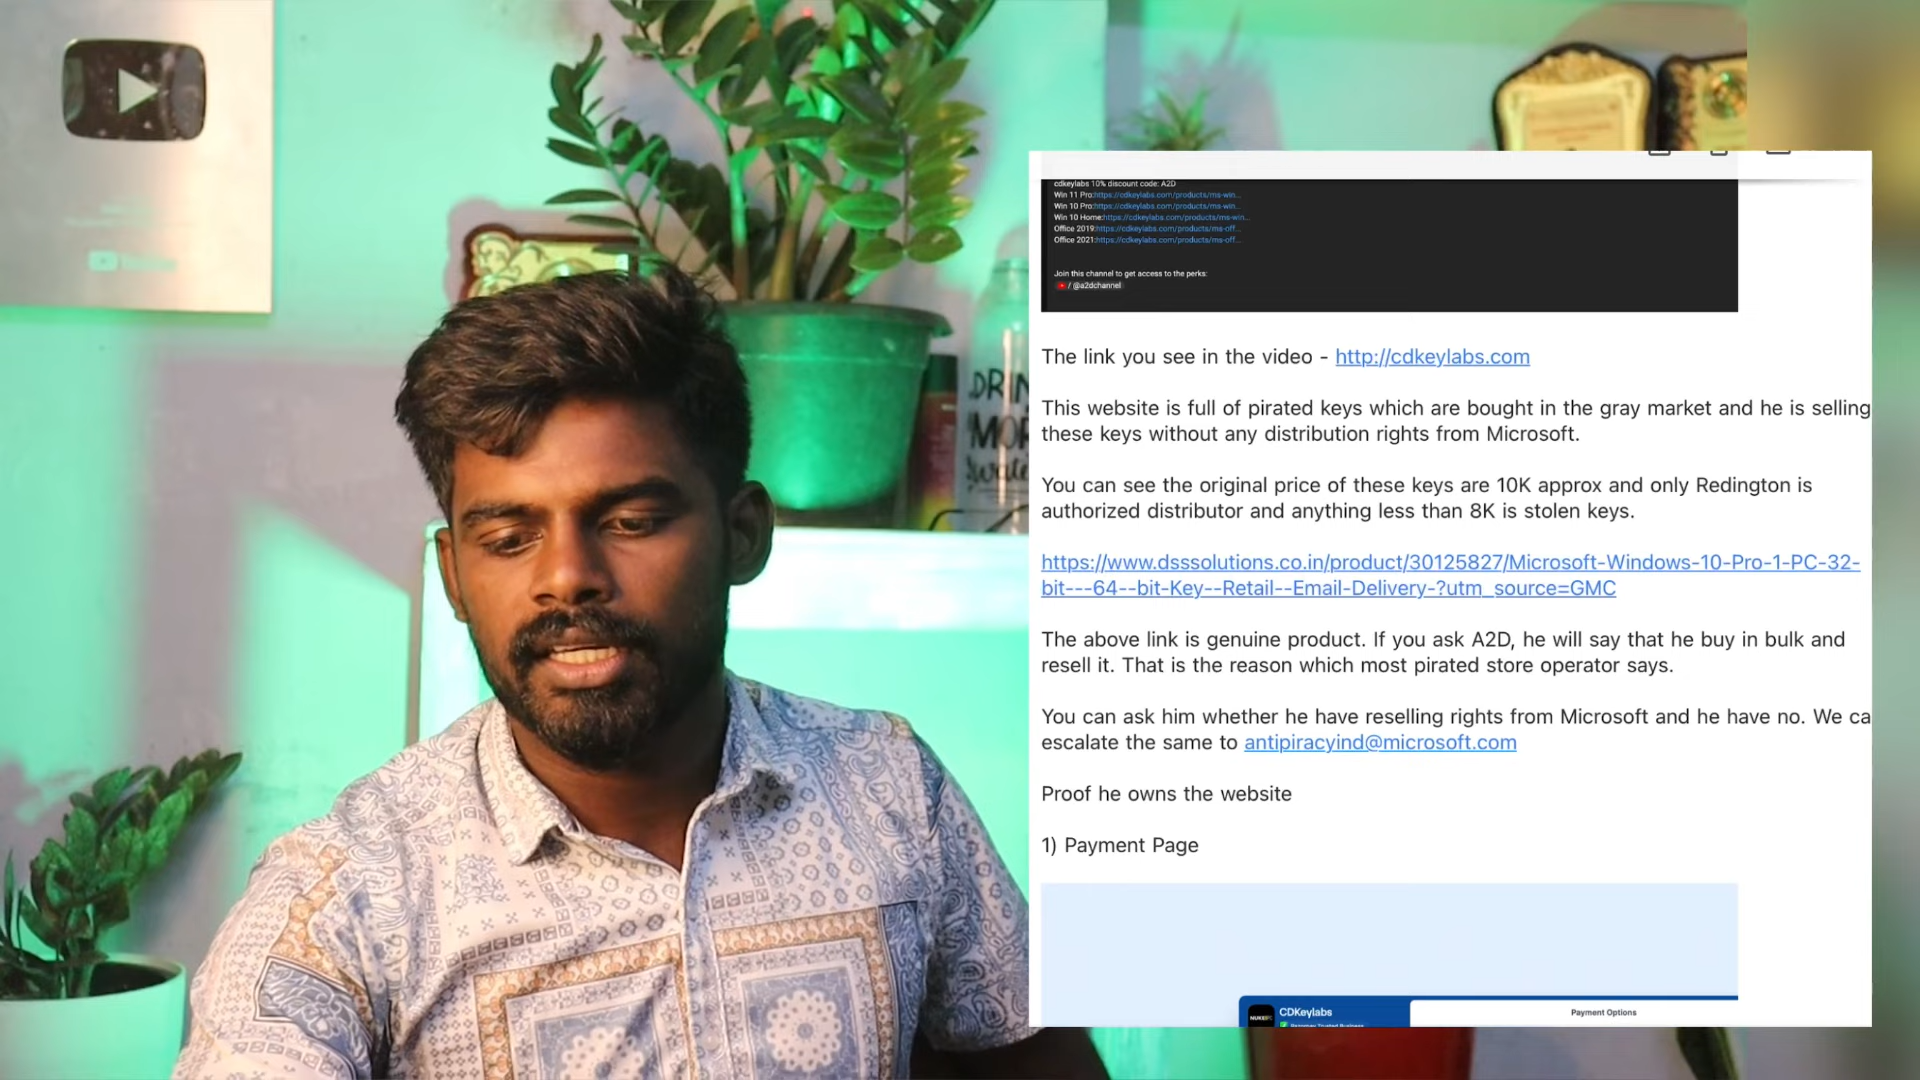 cdkeylabs 10% discount code: A2D
Win 11 Pro:https://cdkeylabs.com/products/ms-win...
Win 10 Pro:https://cdkeylabs.com/products/ms-win...
Win 10 Home:https://cdkeylabs.com/products/ms-win...
Office 2019:https://cdkeylabs.com/products/ms-off...
Office 2021:https://cdkeylabs.com/products/ms-off...
Join this channel to get access to the perks:
/ @a2dchannel
The link you see in the video - http://cdkeylabs.com
This website is full of pirated keys which are bought in the gray market and he is selling
these keys without any distribution rights from Microsoft.
You can see the original price of these keys are 10K approx and only Redington is
authorized distributor and anything less than 8K is stolen keys.
https://www.dsssolutions.co.in/product/30125827/Microsoft-Windows-10-Pro-1-PC-32-
bit---64--bit-Key--Retail--Email-Delivery-?utm_source=GMC
The above link is genuine product. If you ask A2D, he will say that he buy in bulk and
resell it. That is the reason which most pirated store operator says.
You can ask him whether he have reselling rights from Microsoft and he have no. We ca
escalate the same to antipiracyind@microsoft.com
Proof he owns the website
1) Payment Page
CDKeylabs
Payment Options
DRIN
MOR
wate